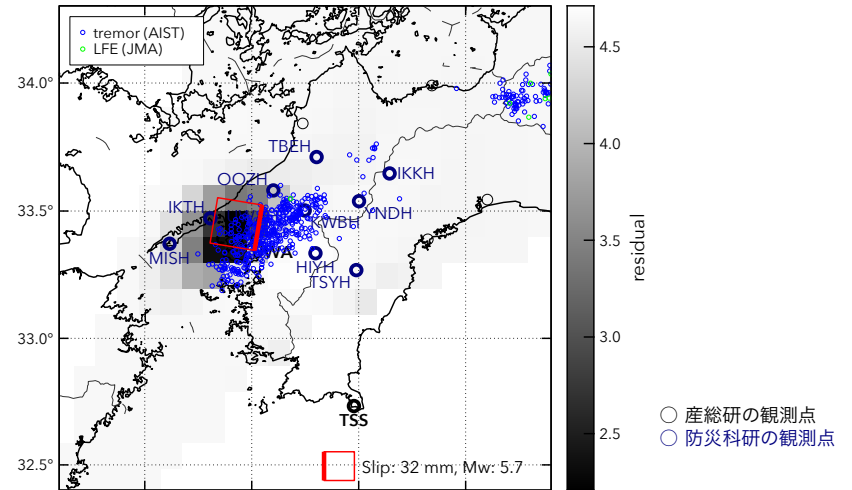 tremor (AIST)
LFE (JMA)
34.0°
33.5°
33.0°
32.5°
TBEH
IKKH
OOZH
IKTH
YNDH
KWBH
MISH
WA
HIYH
TSYH
TSS
Slip: 32 mm, Mw: 5.7
4.5
4.0
3.5
3.0
2.5
residual
産総研の観測点
防災科研の観測点